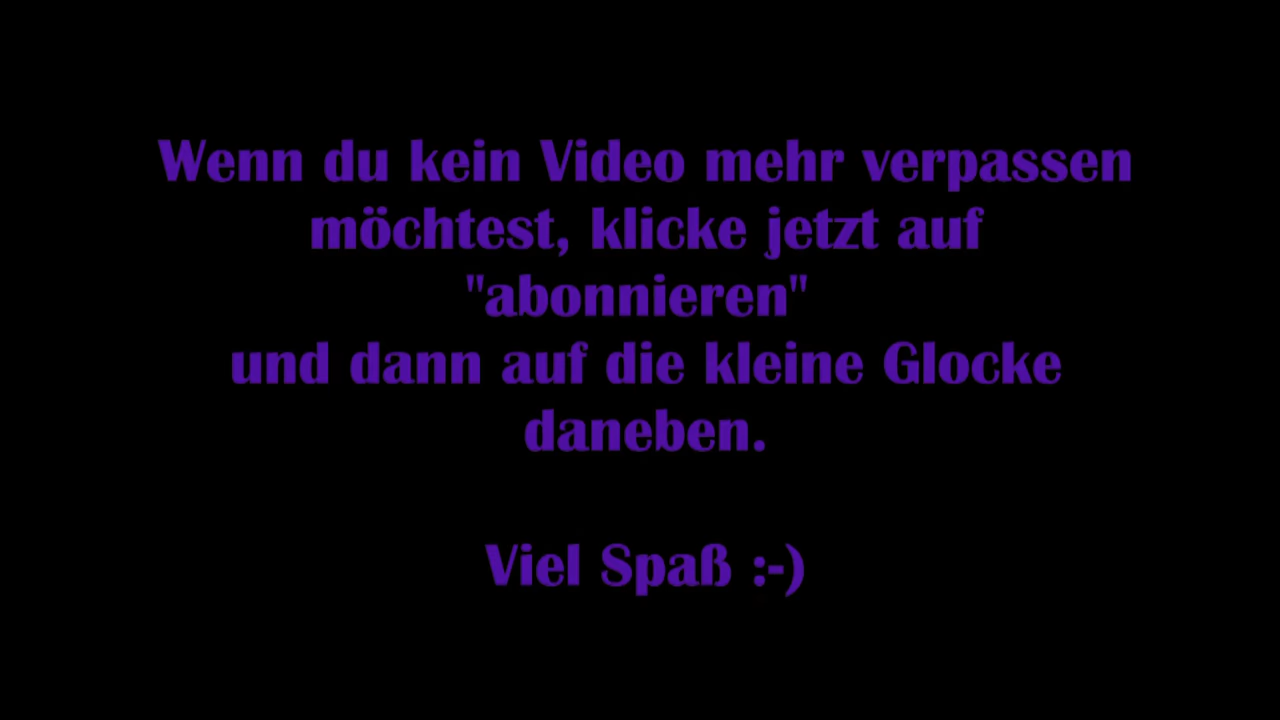 Wenn du kein Video mehr verpassen
möchtest, klicke jetzt auf
"abonnieren"
und dann auf die kleine Glocke
daneben.
Viel Spaß :-)